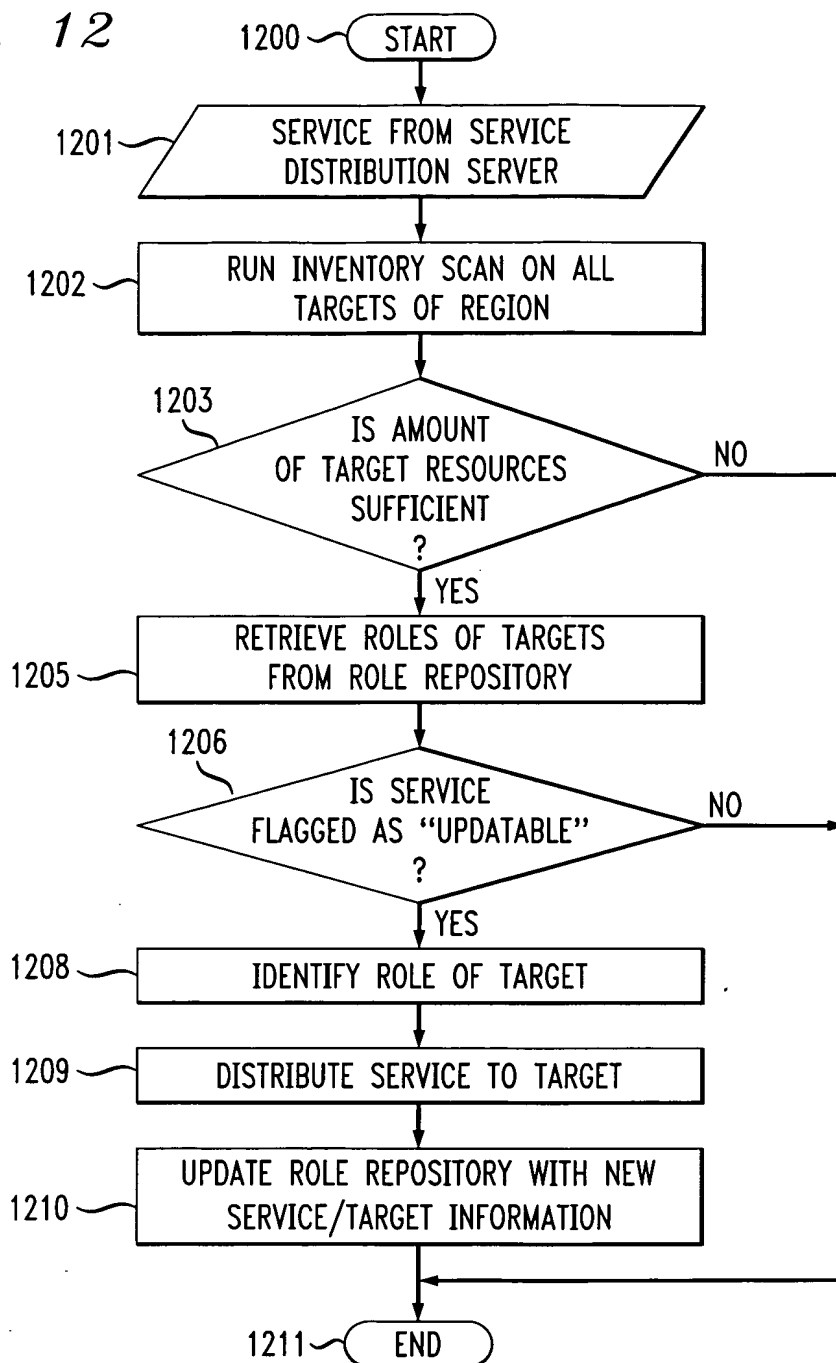 12
1200
START
1201
SERVICE FROM SERVICE
DISTRIBUTION SERVER
1202
RUN INVENTORY SCAN ON ALL
TARGETS OF REGION
1203
IS AMOUNT
OF TARGET RESOURCES
SUFFICIENT
?
NO
YES
1205
RETRIEVE ROLES OF TARGETS
FROM ROLE REPOSITORY
1206
IS SERVICE
FLAGGED AS “UPDATABLE”
?
NO
YES
1208
IDENTIFY ROLE OF TARGET
1209
DISTRIBUTE SERVICE TO TARGET
1210
UPDATE ROLE REPOSITORY WITH NEW
SERVICE/TARGET INFORMATION
1211
END